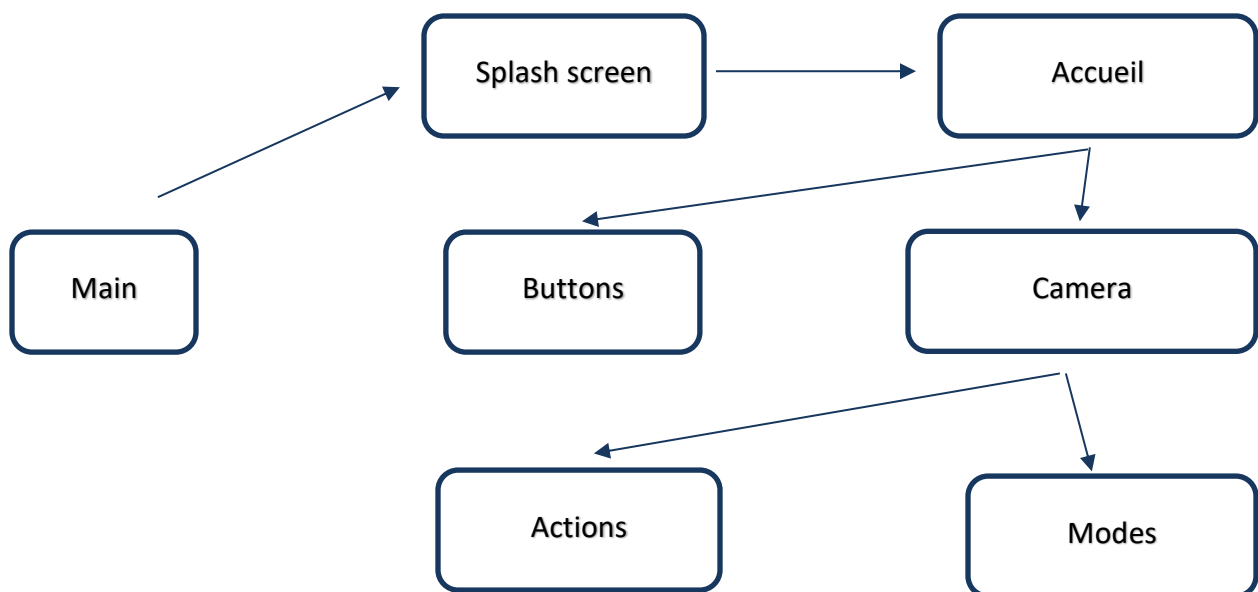 Splash screen
Accueil
Main
Buttons
Camera
Actions
Modes